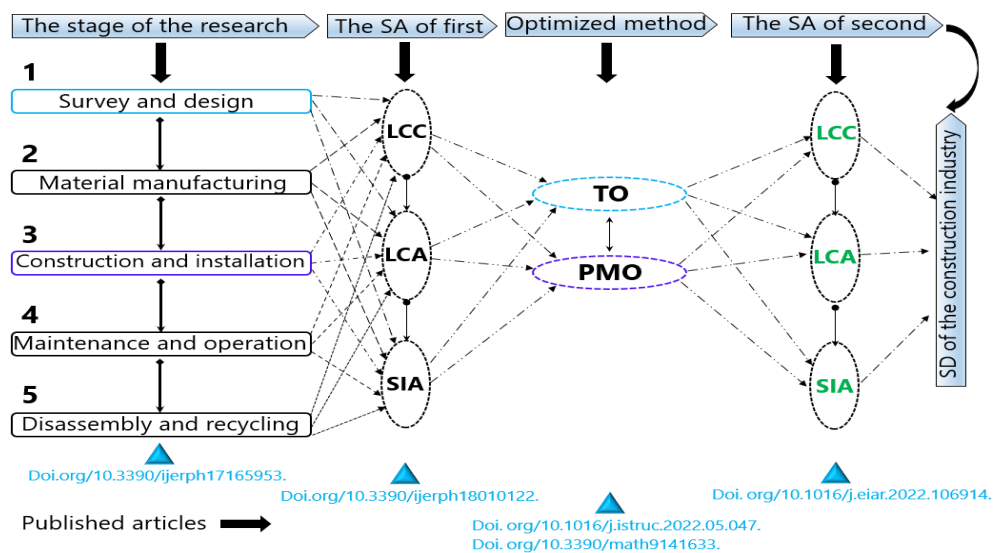 The stage of the research
The SA of first
Optimized method
The SA of second
1
Survey and design
2
Material manufacturing
3
Construction and installation
4
Maintenance and operation
5
Disassembly and recycling
LCC
LCA
SIA
TO
PMO
LCC
LCA
SIA
SD of the construction industry
Doi.org/10.3390/ijerph17165953.
Doi.org/10.3390/ijerph18010122.
Doi. org/10.1016/j.istruc.2022.05.047.
Doi. org/10.3390/math9141633.
Doi.org/10.1016/j.eiar.2022.106914.
Published articles